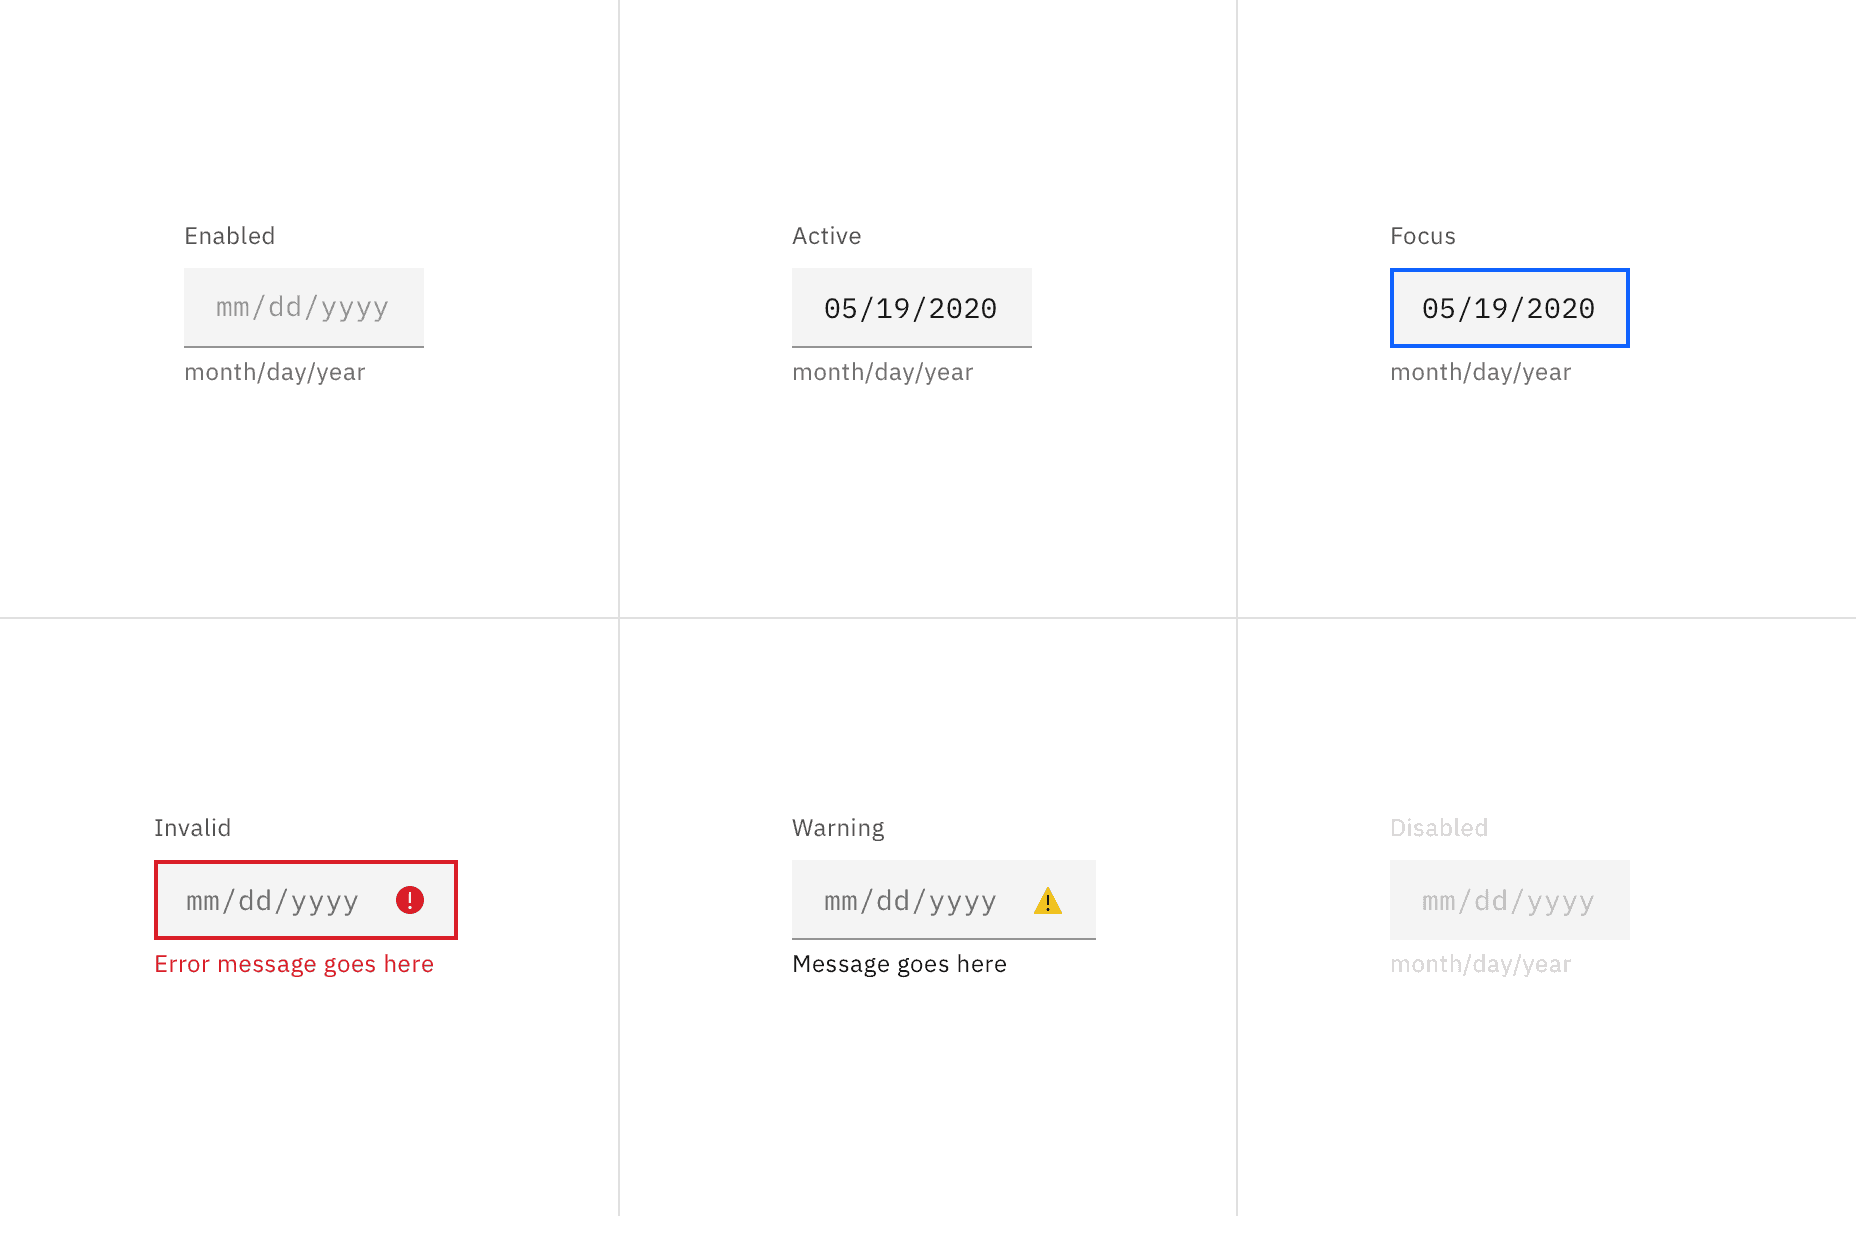 Enabled
mm/dd/yyyy
month/day/year
Active
05/19/2020
month/day/year
Focus
05/19/2020
month/day/year
Invalid
mm/dd/yyyy
Error message goes here
Warning
mm/dd/yyyy
Message goes here
Disabled
mm/dd/yyyy
month/day/year